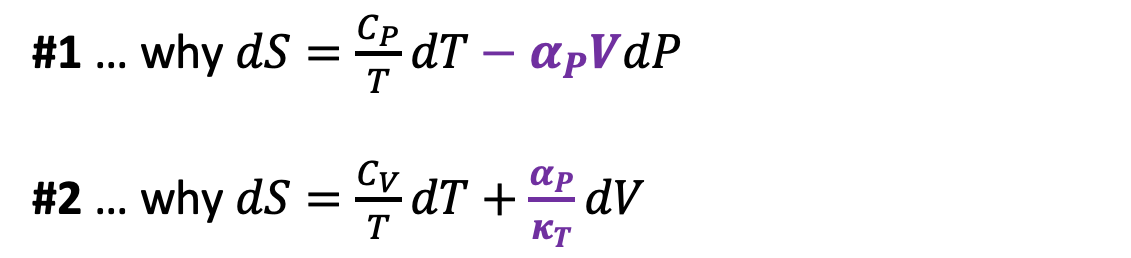 #1 ... why dS = C_P/T dT − α_P V dP
#2 ... why dS = C_V/T dT + α_P/κ_T dV